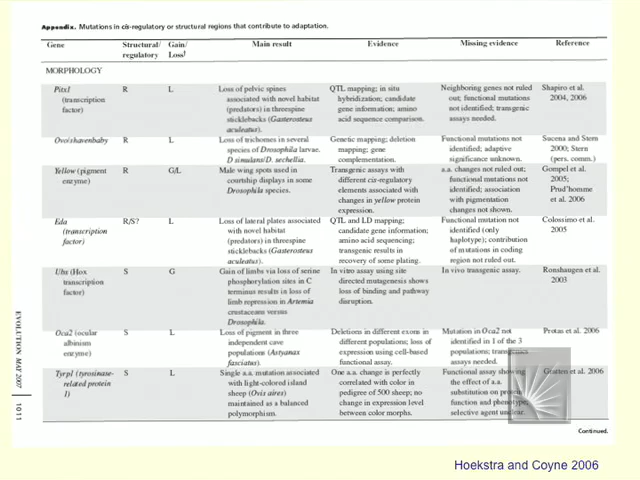 Appendix. Mutations in cis-regulatory or structural regions that contribute to adaptation.
Gene Structural/ Gain/ Main result Evidence Missing evidence Reference
regulatory Loss†
MORPHOLOGY
Pitx1 R L Loss of pelvic spines QTL mapping; in situ Neighboring genes not ruled Shapiro et al.
(transcription associated with novel habitat hybridization; candidate out; functional mutations 2004, 2006
factor) (predators) in threespine gene information; amino not identified; transgenic
sticklebacks (Gasterosteus acid sequence comparison. assays needed.
aculeatus).
Ovo/shavenbaby R L Loss of trichomes in several Genetic mapping; deletion Functional mutations not Sucena and Stern
species of Drosophila larvae. mapping; gene identified; adaptive 2000; Stern
D simulans/D. sechellia. complementation. significance unknown. (pers. comm.)
Yellow (pigment R G/L Male wing spots used in Transgenic assays with a.a. changes not ruled out; Gompel et al.
enzyme) courtship displays in some different cis-regulatory functional mutations not 2005;
Drosophila species. elements associated with identified; association Prud'homme
changes in yellow protein with pigmentation et al. 2006
expression. changes not shown.
Eda R/S? L Loss of lateral plates associated QTL and LD mapping; Functional mutation not Colossimo et al.
(transcription with novel habitat candidate gene information; identified (only 2005
factor) (predators) in threespine amino acid sequencing; haplotype); contribution
sticklebacks (Gasterosteus transgenic results in of mutations in coding
aculeatus). recovery of some plating. region not ruled out.
Ubx (Hox S G Gain of limbs via loss of serine In vitro assay using site In vivo transgenic assay. Ronshaugen et al.
transcription phosphorylation sites in C directed mutagenesis shows 2003
factor) terminus results in loss of loss of binding and pathway
limb repression in Artemia disruption.
crustaceans versus
Drosophila.
Oca2 (ocular S L Loss of pigment in three Deletions in different exons in Mutation in Oca2 not Protas et al. 2006
albinism independent cave different populations; loss of identified in 1 of the 3
enzyme) populations (Astyanax expression using cell-based populations; transgenic
fasciatus). functional assay. assays needed.
Tyrp1 (tyrosinase- S L Single a.a. mutation associated One a.a. change is perfectly Functional assay showing Gratten et al. 2006
related protein with light-colored island correlated with color in the effect of a.a.
1) sheep (Ovis aries) pedigree of 500 sheep; no substitution on protein
maintained as a balanced change in expression level function and phenotype;
polymorphism. between color morphs. selective agent unclear.
Continued.
EVOLUTION MAY 2007 1011
Hoekstra and Coyne 2006